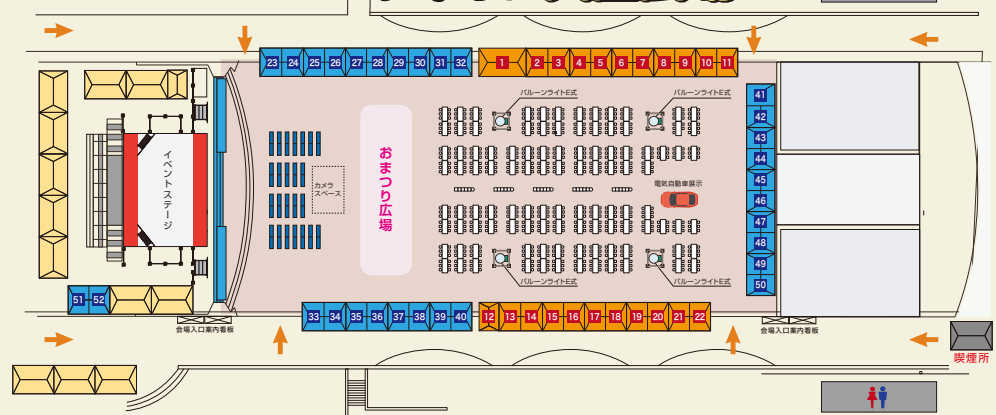 23 24 25 26 27 28 29 30 31 32
1 2 3 4 5 6 7 8 9 10 11
バルーンライトE式
バルーンライトE式
41
42
43
44
45
46
47
48
49
50
イベントステージ
カメラ
スペース
おまつり広場
電気自動車展示
バルーンライトE式
バルーンライトE式
51 52
33 34 35 36 37 38 39 40
12 13 14 15 16 17 18 19 20 21 22
会場入口案内看板
会場入口案内看板
喫煙所